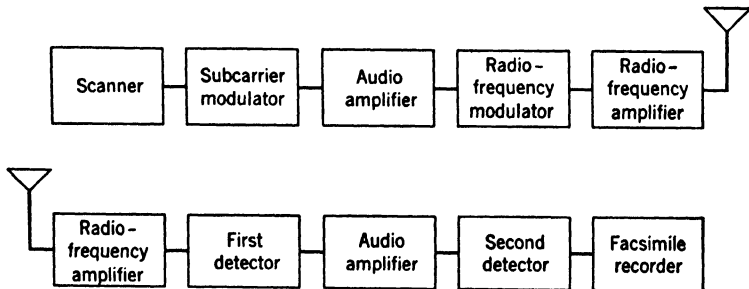 Scanner
Subcarrier
modulator
Audio
amplifier
Radio-
frequency
modulator
Radio-
frequency
amplifier
Radio-
frequency
amplifier
First
detector
Audio
amplifier
Second
detector
Facsimile
recorder